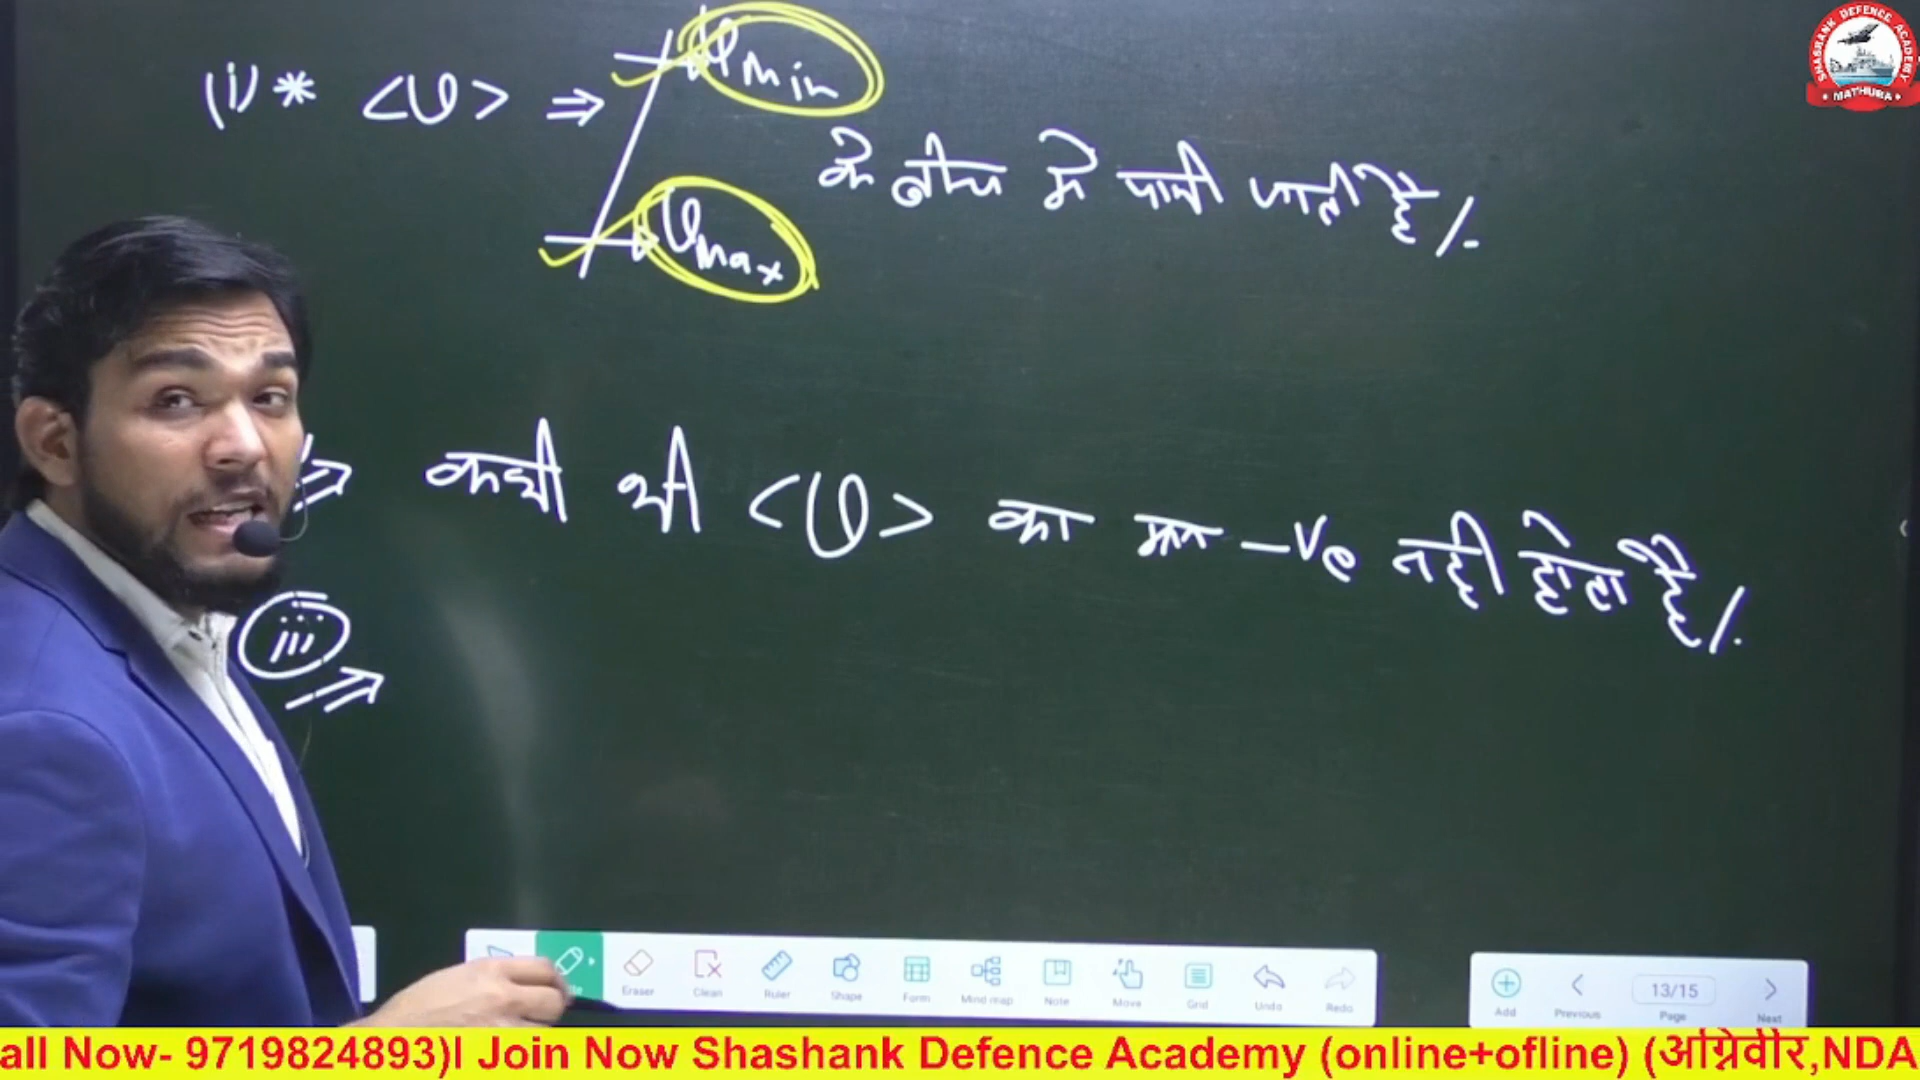 (i) * <v> ⇒ vmin
vmax
के बीच में पायी जाती है/.
⇒ कभी भी <v> का मान -ve नहीं होता है/.
iii
⇒
Eraser Clean Ruler Shape Form Mind map Note Move Grid Undo Redo
Add Previous 13/15 Page Next
SHASHANK DEFENCE ACADEMY
MATHURA
all Now- 9719824893)। Join Now Shashank Defence Academy (online+ofline) (अग्निवीर,NDA